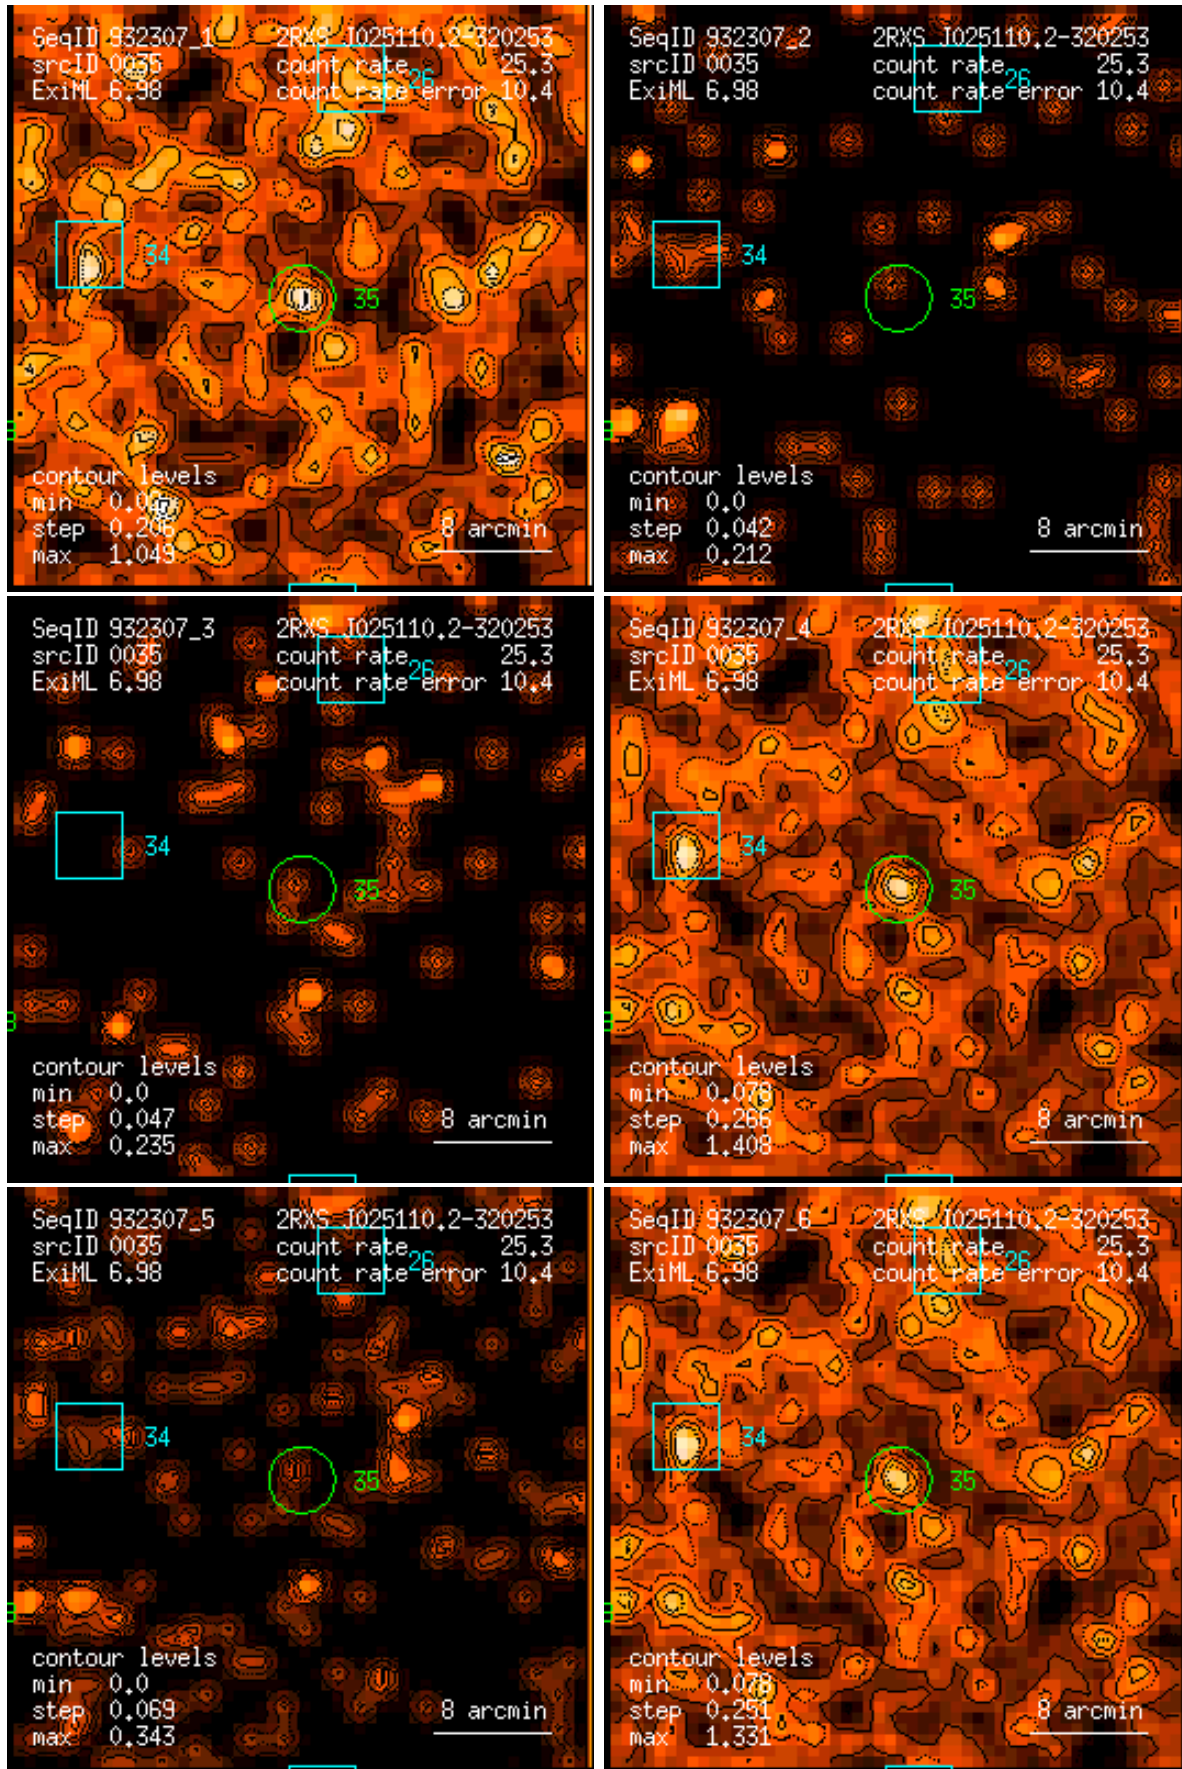 SeqID 932307_1 2RXS J025110.2-320253
srcID 0035 count rate 25.3
ExiML 6.98 count rate error 10.4
26
34
35
contour levels
min 0.0
step 0.206
max 1.049
8 arcmin
SeqID 932307_2 2RXS J025110.2-320253
srcID 0035 count rate 25.3
ExiML 6.98 count rate error 10.4
26
34
35
contour levels
min 0.0
step 0.042
max 0.212
8 arcmin
SeqID 932307_3 2RXS J025110.2-320253
srcID 0035 count rate 25.3
ExiML 6.98 count rate error 10.4
26
34
35
contour levels
min 0.0
step 0.047
max 0.235
8 arcmin
SeqID 932307_4 2RXS J025110.2-320253
srcID 0035 count rate 25.3
ExiML 6.98 count rate error 10.4
26
34
35
contour levels
min 0.078
step 0.266
max 1.408
8 arcmin
SeqID 932307_5 2RXS J025110.2-320253
srcID 0035 count rate 25.3
ExiML 6.98 count rate error 10.4
26
34
35
contour levels
min 0.0
step 0.069
max 0.343
8 arcmin
SeqID 932307_6 2RXS J025110.2-320253
srcID 0035 count rate 25.3
ExiML 6.98 count rate error 10.4
26
34
35
contour levels
min 0.078
step 0.251
max 1.331
8 arcmin